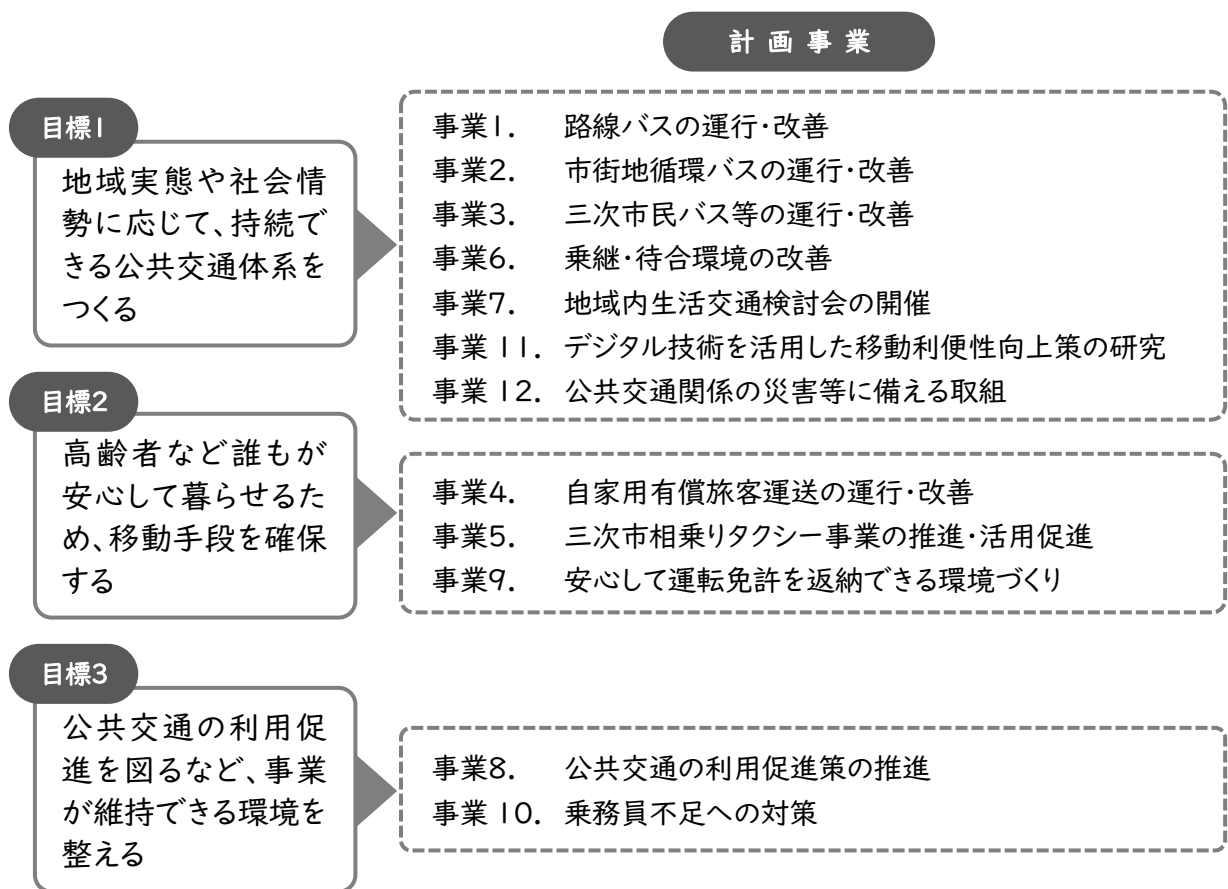 計画事業
目標1
地域実態や社会情
勢に応じて、持続で
きる公共交通体系を
つくる
事業1. 路線バスの運行・改善
事業2. 市街地循環バスの運行・改善
事業3. 三次市民バス等の運行・改善
事業6. 乗継・待合環境の改善
事業7. 地域内生活交通検討会の開催
事業11. デジタル技術を活用した移動利便性向上策の研究
事業12. 公共交通関係の災害等に備える取組
目標2
高齢者など誰もが
安心して暮らせるた
め、移動手段を確保
する
事業4. 自家用有償旅客運送の運行・改善
事業5. 三次市相乗りタクシー事業の推進・活用促進
事業9. 安心して運転免許を返納できる環境づくり
目標3
公共交通の利用促
進を図るなど、事業
が維持できる環境を
整える
事業8. 公共交通の利用促進策の推進
事業10. 乗務員不足への対策